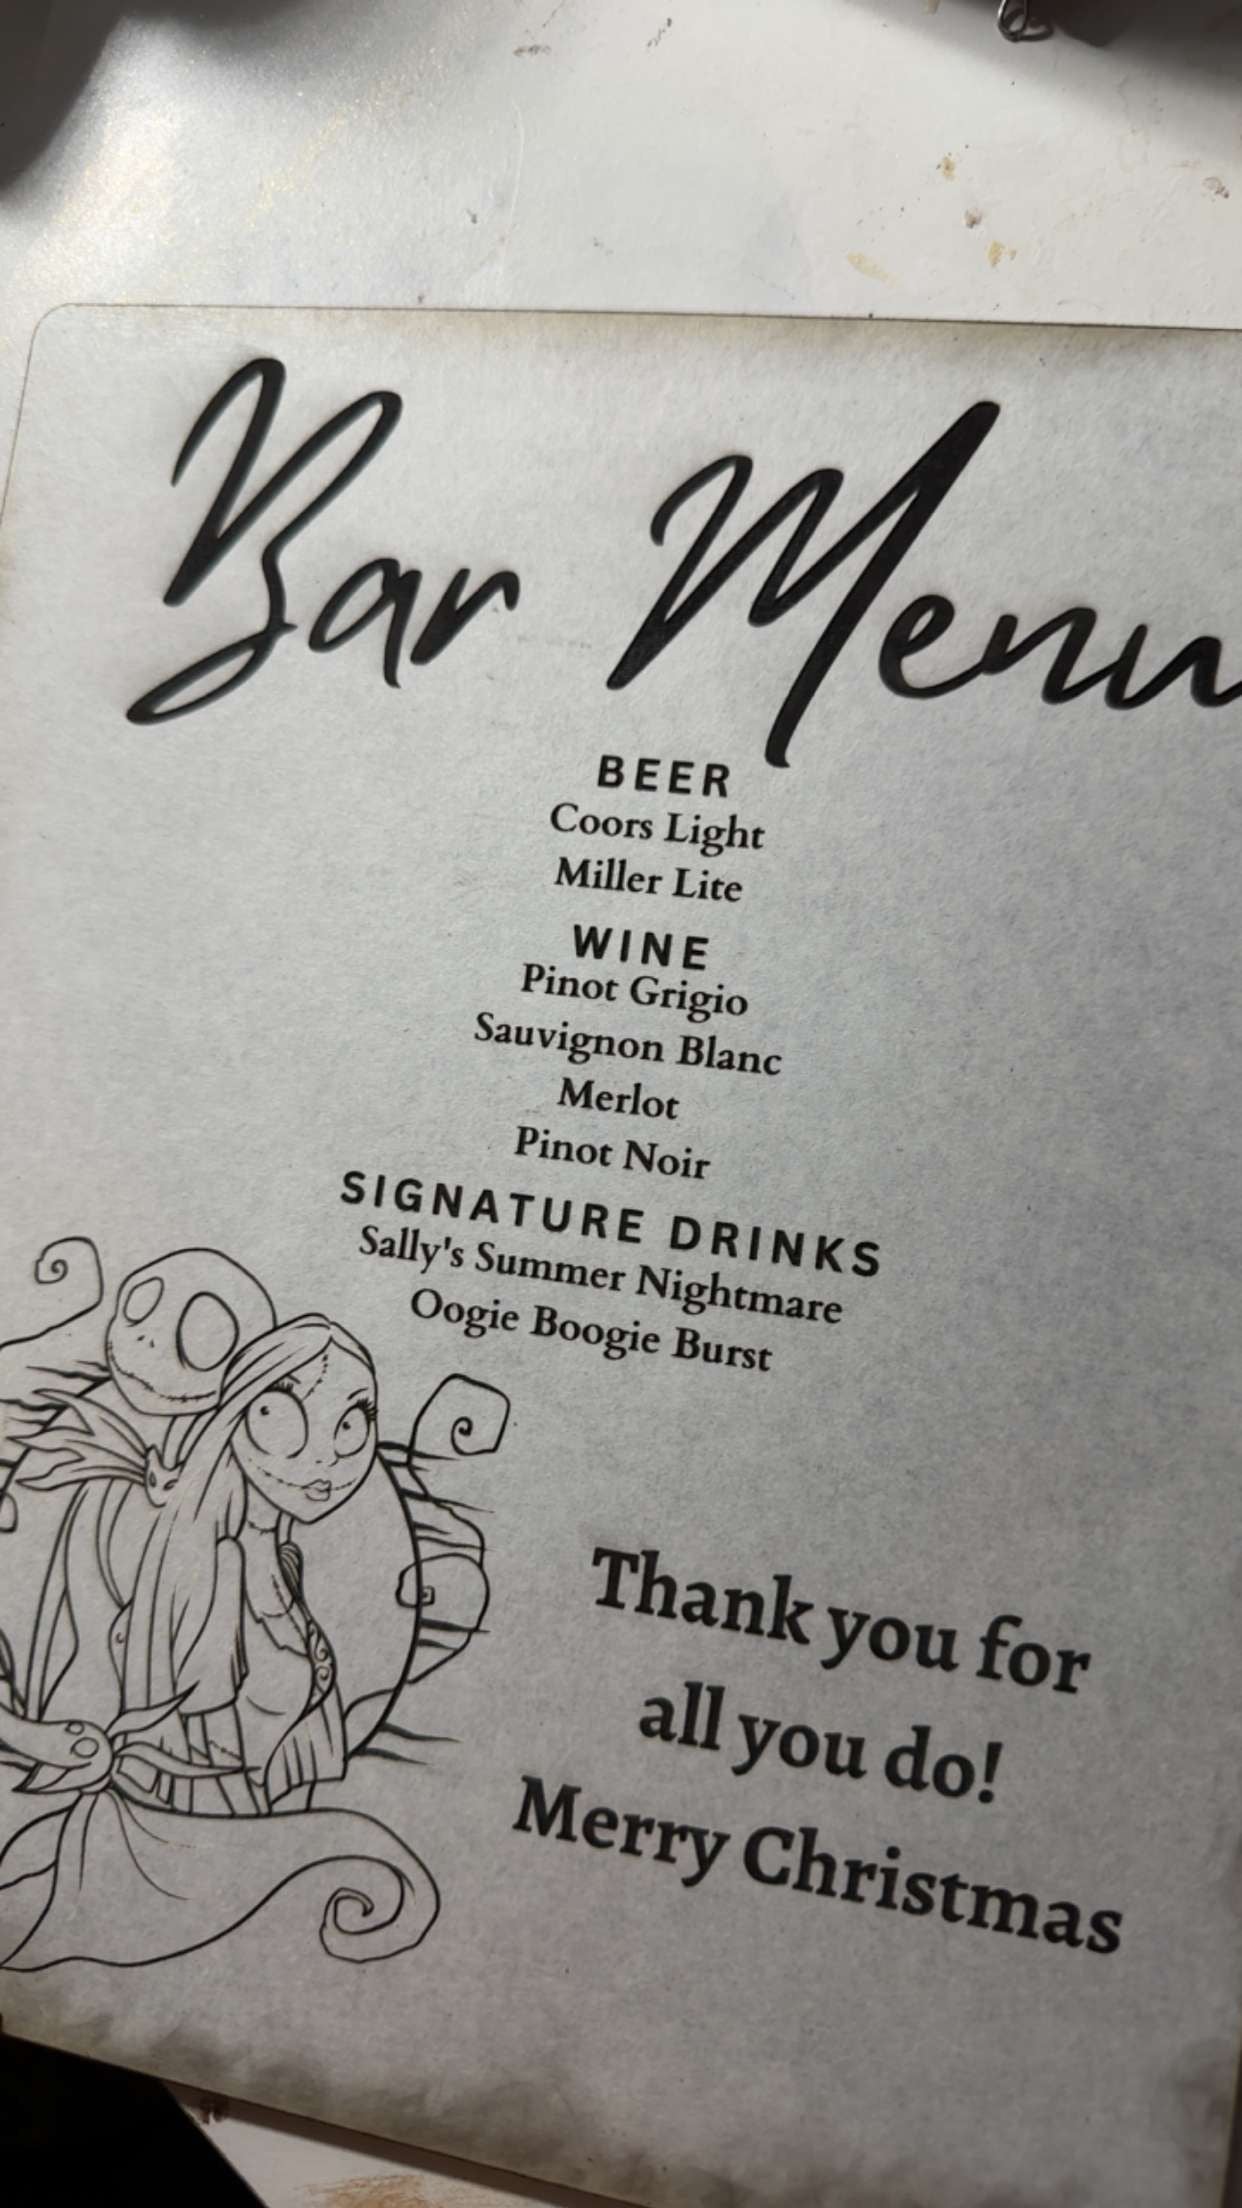 Bar Menu
BEER
Coors Light
Miller Lite
WINE
Pinot Grigio
Sauvignon Blanc
Merlot
Pinot Noir
SIGNATURE DRINKS
Sally's Summer Nightmare
Oogie Boogie Burst
Thank you for
all you do!
Merry Christmas